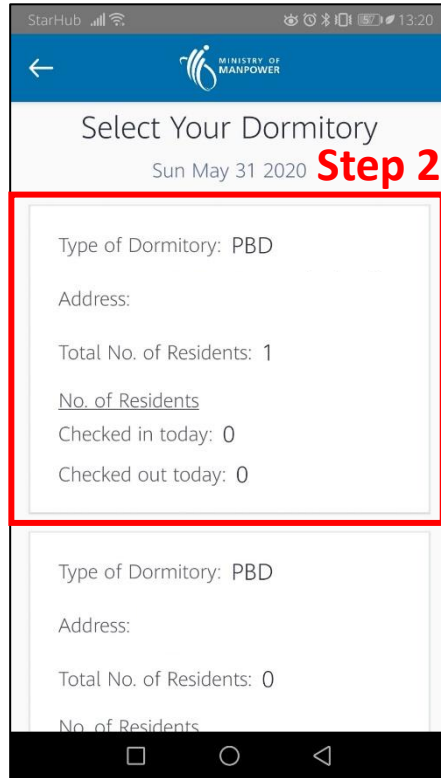 StarHub 57 13:20
MINISTRY OF
MANPOWER
Select Your Dormitory
Sun May 31 2020 Step 2
Type of Dormitory: PBD
Address:
Total No. of Residents: 1
No. of Residents
Checked in today: 0
Checked out today: 0
Type of Dormitory: PBD
Address:
Total No. of Residents: 0
No. of Residents